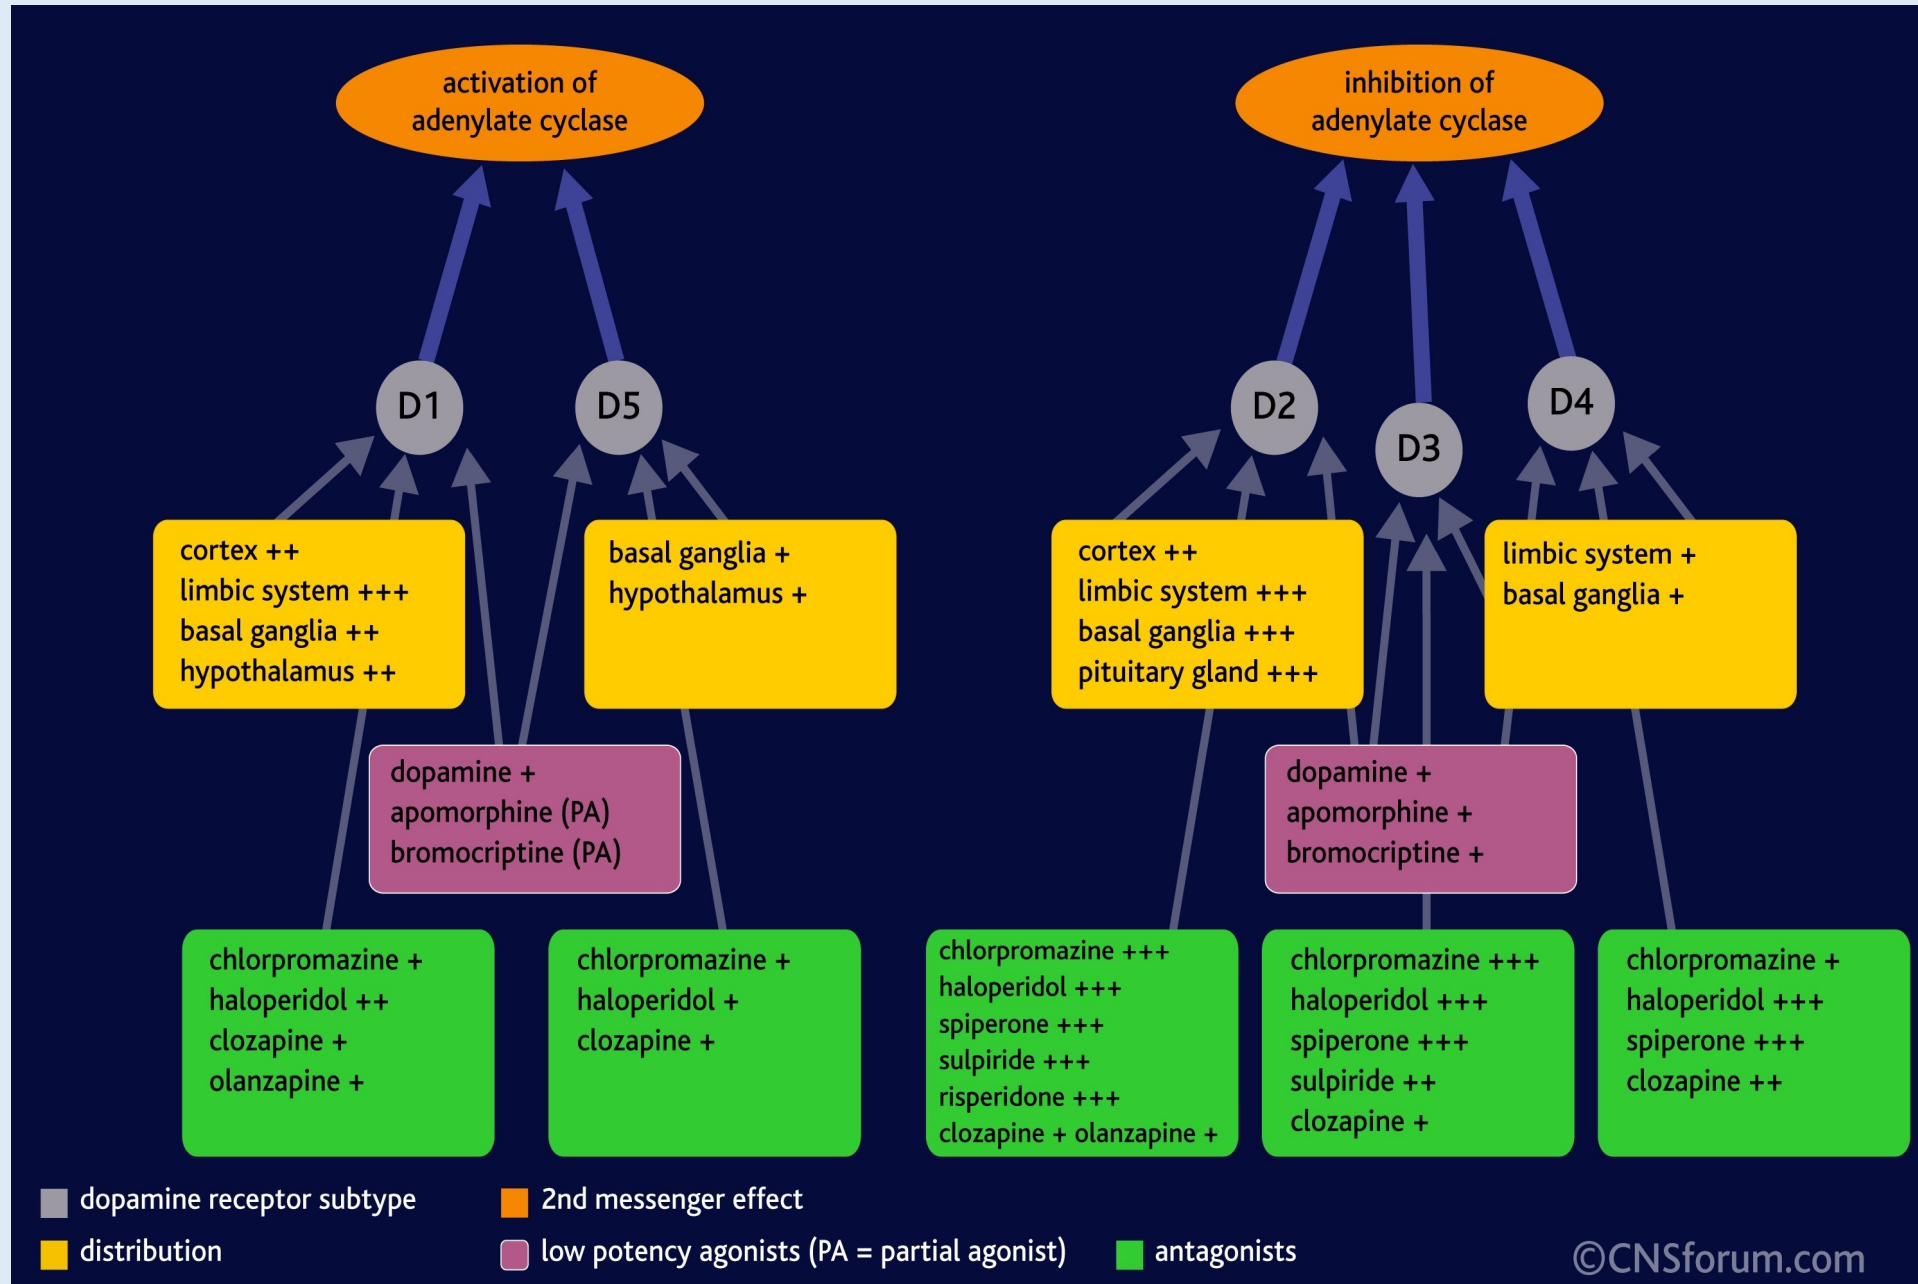 activation of
adenylate cyclase
inhibition of
adenylate cyclase
D1
D5
D2
D3
D4
cortex ++
limbic system +++
basal ganglia ++
hypothalamus ++
basal ganglia +
hypothalamus +
cortex ++
limbic system +++
basal ganglia +++
pituitary gland +++
limbic system +
basal ganglia +
dopamine +
apomorphine (PA)
bromocriptine (PA)
dopamine +
apomorphine +
bromocriptine +
chlorpromazine +
haloperidol ++
clozapine +
olanzapine +
chlorpromazine +
haloperidol +
clozapine +
chlorpromazine +++
haloperidol +++
spiperone +++
sulpiride +++
risperidone +++
clozapine + olanzapine +
chlorpromazine +++
haloperidol +++
spiperone +++
sulpiride ++
clozapine +
chlorpromazine +
haloperidol +++
spiperone +++
clozapine ++
dopamine receptor subtype
2nd messenger effect
distribution
low potency agonists (PA = partial agonist)
antagonists
©CNSforum.com